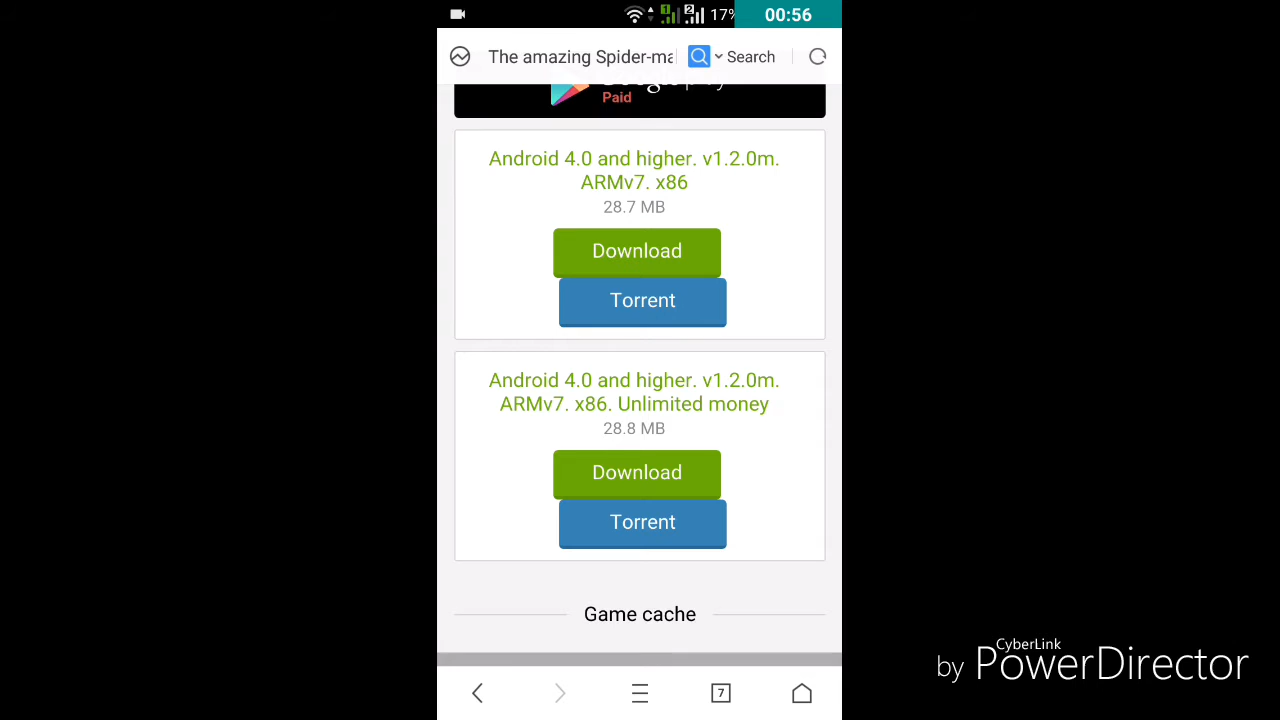 17%
00:56
The amazing Spider-ma
Search
Paid
Android 4.0 and higher. v1.2.0m.
ARMv7. x86
28.7 MB
Download
Torrent
Android 4.0 and higher. v1.2.0m.
ARMv7. x86. Unlimited money
28.8 MB
Download
Torrent
Game cache
7
CyberLink
by PowerDirector